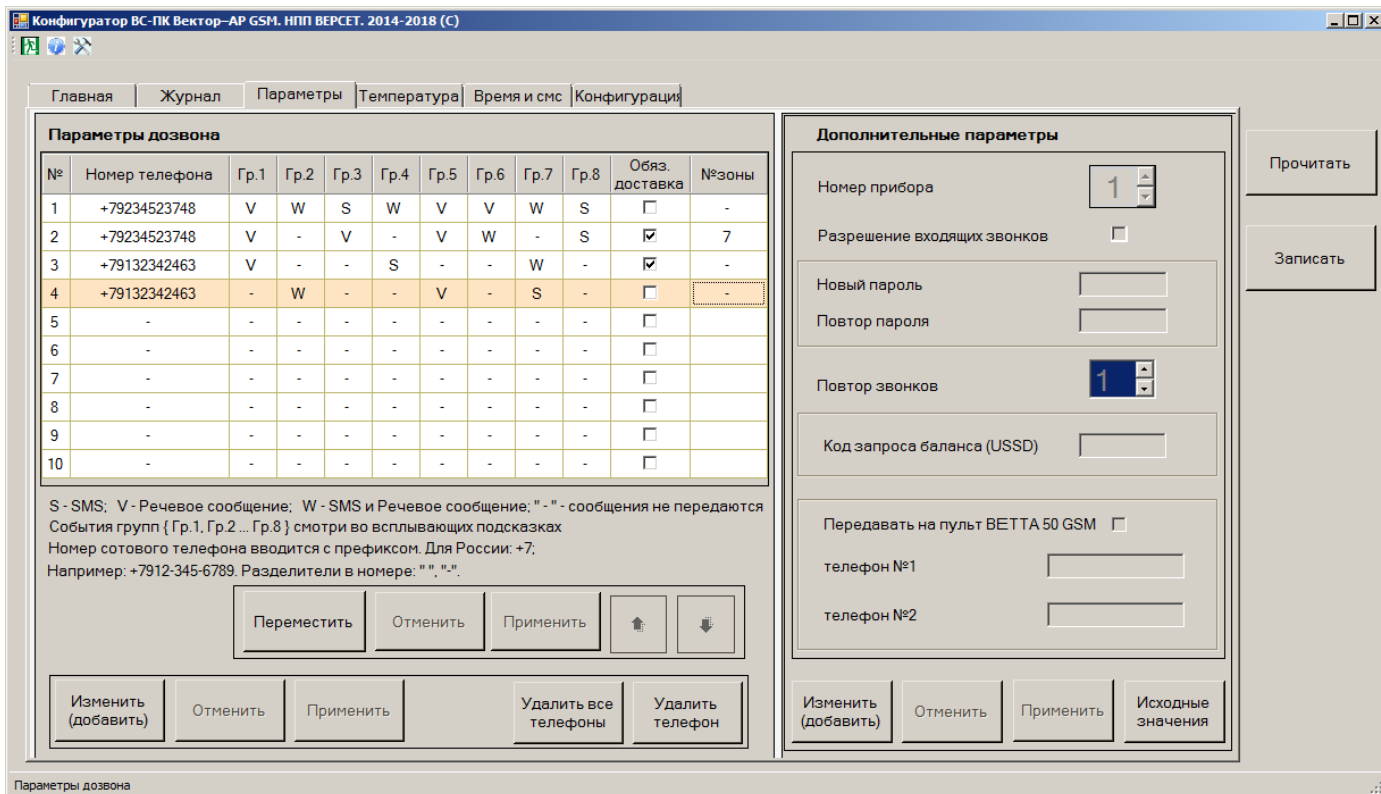 Конфигуратор ВС-ПК Вектор–АР GSM. НПП ВЕРСЕТ. 2014-2018 (C)
Главная Журнал Параметры Температура Время и смс Конфигурация
Параметры дозвона
№ Номер телефона Гр.1 Гр.2 Гр.3 Гр.4 Гр.5 Гр.6 Гр.7 Гр.8 Обяз. доставка №зоны
1 +79234523748 V W S W V V W S -
2 +79234523748 V - V - V W - S 7
3 +79132342463 V - - S - - W - -
4 +79132342463 - W - - V - S - -
5 - - - - - - - - -
6 - - - - - - - - -
7 - - - - - - - - -
8 - - - - - - - - -
9 - - - - - - - - -
10 - - - - - - - - -
S - SMS; V - Речевое сообщение; W - SMS и Речевое сообщение; " - " - сообщения не передаются
События групп { Гр.1, Гр.2 ... Гр.8 } смотри во всплывающих подсказках
Номер сотового телефона вводится с префиксом. Для России: +7;
Например: +7912-345-6789. Разделители в номере: " ", "-".
Переместить Отменить Применить
Изменить (добавить) Отменить Применить Удалить все телефоны Удалить телефон
Дополнительные параметры
Номер прибора 1
Разрешение входящих звонков
Новый пароль
Повтор пароля
Повтор звонков 1
Код запроса баланса (USSD)
Передавать на пульт BETTA 50 GSM
телефон №1
телефон №2
Изменить (добавить) Отменить Применить Исходные значения
Прочитать
Записать
Параметры дозвона